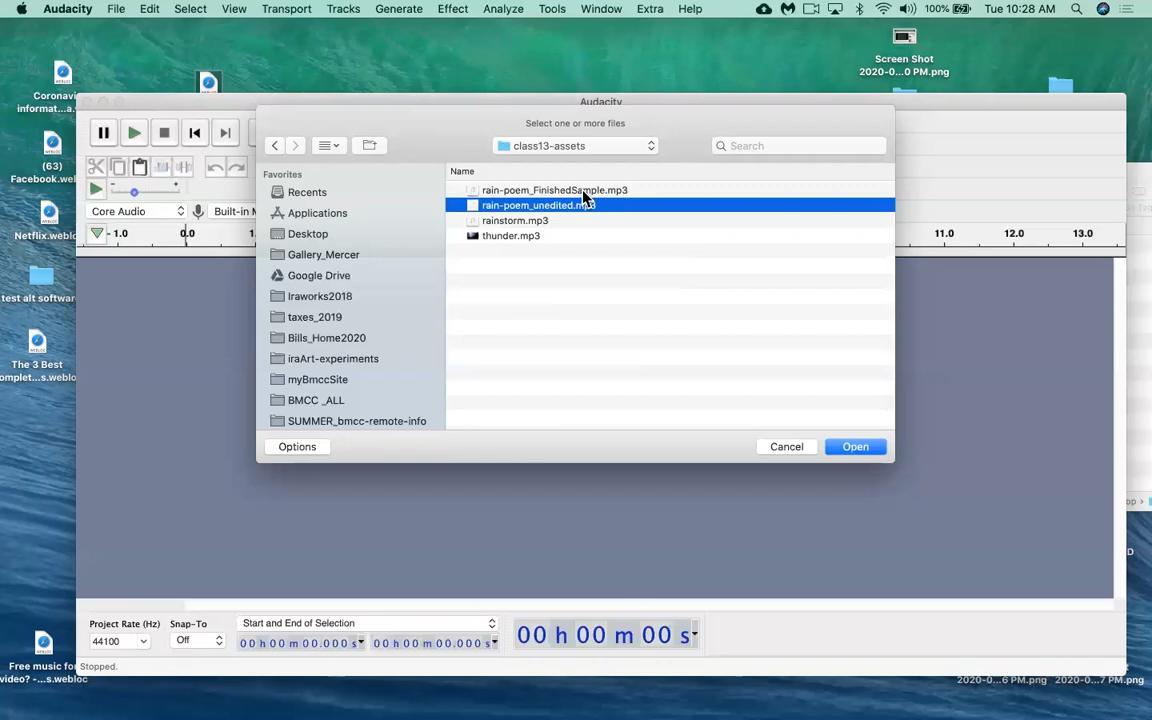 Audacity File Edit Select View Transport Tracks Generate Effect Analyze Tools Window Extra Help 100% Tue 10:28 AM
Screen Shot
2020-0...0 PM.png
Coronavi
informat...a.
(63)
Facebook.we
Netflix.webl
test alt softwar
The 3 Best
omplet...s.weblo
Free music fo
video? -...s.webloc
Audacity
Select one or more files
class13-assets
Search
Favorites
Recents
Applications
Desktop
Gallery_Mercer
Google Drive
Iraworks2018
taxes_2019
Bills_Home2020
iraArt-experiments
myBmccSite
BMCC _ALL
SUMMER_bmcc-remote-info
Name
rain-poem_FinishedSample.mp3
rain-poem_unedited.mp3
rainstorm.mp3
thunder.mp3
Options
Cancel
Open
Core Audio
Built-in
- 1.0 0.0 11.0 12.0 13.0
Project Rate (Hz)
44100
Snap-To
Off
Start and End of Selection
00 h 00 m 00.000 s 00 h 00 m 00.000 s
00 h 00 m 00 s
Stopped.
2020-0...6 PM.png 2020-0...7 PM.png